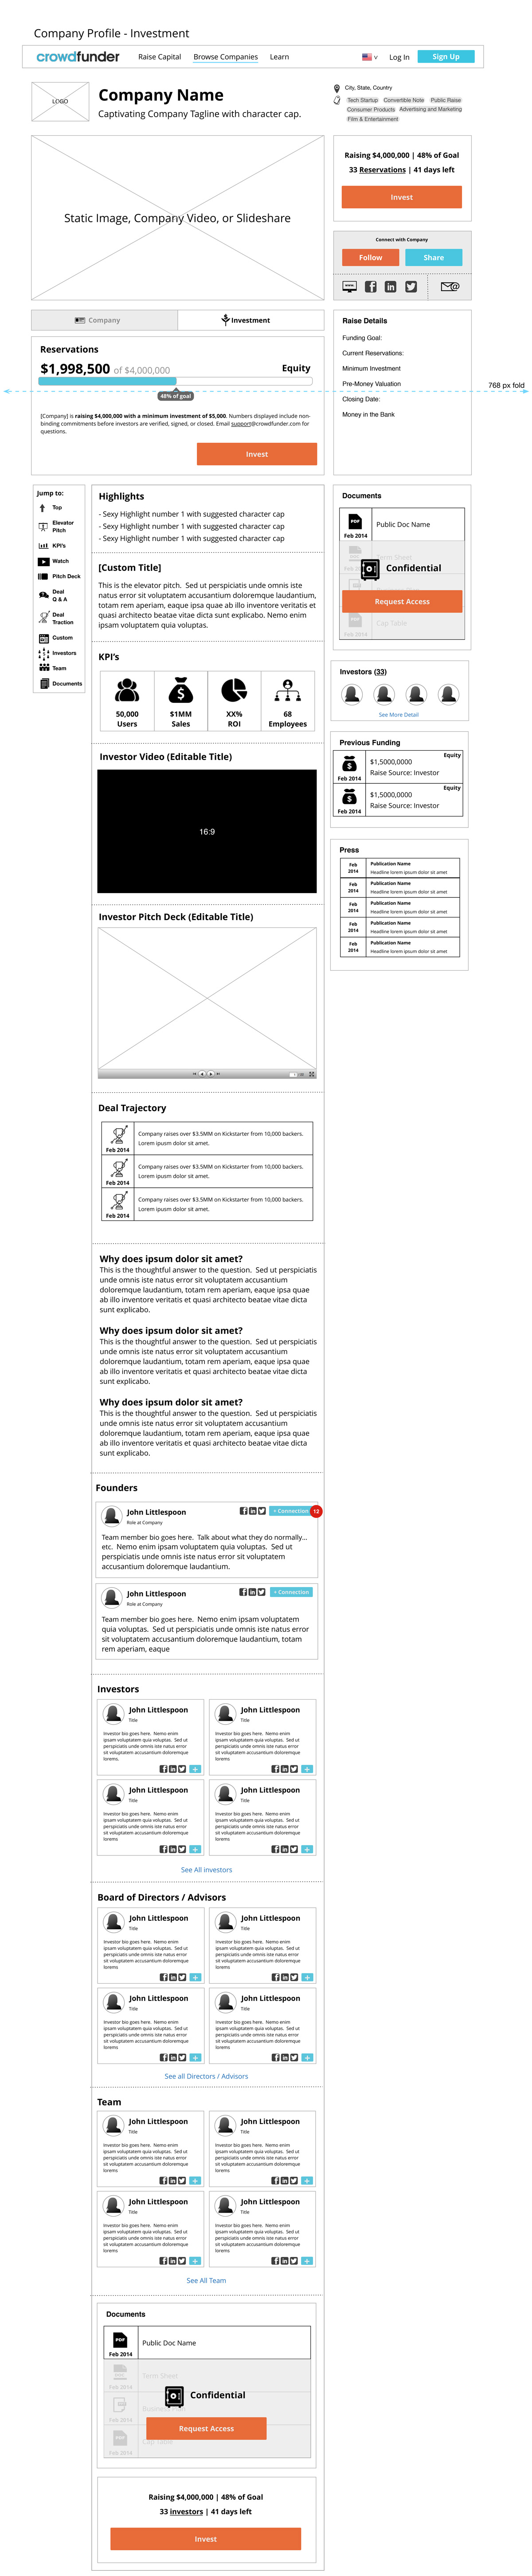 Company Profile - Investment
crowdfunder
Raise Capital
Browse Companies
Learn
v
Log In
Sign Up
LOGO
Company Name
Captivating Company Tagline with character cap.
City, State, Country
Tech Startup Convertible Note Public Raise
Consumer Products Advertising and Marketing
Film & Entertainment
Static Image, Company Video, or Slideshare
Raising $4,000,000 | 48% of Goal
33 Reservations | 41 days left
Invest
Connect with Company
Follow
Share
Company
Investment
Reservations
$1,998,500 of $4,000,000
Equity
48% of goal
[Company] is raising $4,000,000 with a minimum investment of $5,000. Numbers displayed include non-
binding commitments before investors are verified, signed, or closed. Email support@crowdfunder.com for
questions.
Invest
Raise Details
Funding Goal:
Current Reservations:
Minimum Investment
Pre-Money Valuation
Closing Date:
Money in the Bank
768 px fold
Jump to:
Top
Elevator
Pitch
KPI's
Watch
Pitch Deck
Deal
Q & A
Deal
Traction
Custom
Investors
Team
Documents
Highlights
- Sexy Highlight number 1 with suggested character cap
- Sexy Highlight number 1 with suggested character cap
- Sexy Highlight number 1 with suggested character cap
[Custom Title]
This is the elevator pitch. Sed ut perspiciatis unde omnis iste
natus error sit voluptatem accusantium doloremque laudantium,
totam rem aperiam, eaque ipsa quae ab illo inventore veritatis et
quasi architecto beatae vitae dicta sunt explicabo. Nemo enim
ipsam voluptatem quia voluptas.
KPI's
50,000
Users
$1MM
Sales
XX%
ROI
68
Employees
Investor Video (Editable Title)
16:9
Investor Pitch Deck (Editable Title)
Deal Trajectory
Feb 2014
Company raises over $3.5MM on Kickstarter from 10,000 backers.
Lorem ipusm dolor sit amet.
Feb 2014
Company raises over $3.5MM on Kickstarter from 10,000 backers.
Lorem ipusm dolor sit amet.
Feb 2014
Company raises over $3.5MM on Kickstarter from 10,000 backers.
Lorem ipusm dolor sit amet.
Why does ipsum dolor sit amet?
This is the thoughtful answer to the question. Sed ut perspiciatis
unde omnis iste natus error sit voluptatem accusantium
doloremque laudantium, totam rem aperiam, eaque ipsa quae
ab illo inventore veritatis et quasi architecto beatae vitae dicta
sunt explicabo.
Why does ipsum dolor sit amet?
This is the thoughtful answer to the question. Sed ut perspiciatis
unde omnis iste natus error sit voluptatem accusantium
doloremque laudantium, totam rem aperiam, eaque ipsa quae
ab illo inventore veritatis et quasi architecto beatae vitae dicta
sunt explicabo.
Why does ipsum dolor sit amet?
This is the thoughtful answer to the question. Sed ut perspiciatis
unde omnis iste natus error sit voluptatem accusantium
doloremque laudantium, totam rem aperiam, eaque ipsa quae
ab illo inventore veritatis et quasi architecto beatae vitae dicta
sunt explicabo.
Founders
John Littlespoon
Role at Company
+ Connection
12
Team member bio goes here. Talk about what they do normally...
etc. Nemo enim ipsam voluptatem quia voluptas. Sed ut
perspiciatis unde omnis iste natus error sit voluptatem
accusantium doloremque laudantium.
John Littlespoon
Role at Company
+ Connection
Team member bio goes here. Nemo enim ipsam voluptatem
quia voluptas. Sed ut perspiciatis unde omnis iste natus error
sit voluptatem accusantium doloremque laudantium, totam
rem aperiam, eaque
Investors
John Littlespoon
Title
Investor bio goes here. Nemo enim
ipsam voluptatem quia voluptas. Sed ut
perspiciatis unde omnis iste natus error
sit voluptatem accusantium doloremque
lorems.
John Littlespoon
Title
Investor bio goes here. Nemo enim
ipsam voluptatem quia voluptas. Sed ut
perspiciatis unde omnis iste natus error
sit voluptatem accusantium doloremque
lorems
John Littlespoon
Title
Investor bio goes here. Nemo enim
ipsam voluptatem quia voluptas. Sed ut
perspiciatis unde omnis iste natus error
sit voluptatem accusantium doloremque
lorems
John Littlespoon
Title
Investor bio goes here. Nemo enim
ipsam voluptatem quia voluptas. Sed ut
perspiciatis unde omnis iste natus error
sit voluptatem accusantium doloremque
lorems
See All investors
Board of Directors / Advisors
John Littlespoon
Title
Investor bio goes here. Nemo enim
ipsam voluptatem quia voluptas. Sed ut
perspiciatis unde omnis iste natus error
sit voluptatem accusantium doloremque
lorems
John Littlespoon
Title
Investor bio goes here. Nemo enim
ipsam voluptatem quia voluptas. Sed ut
perspiciatis unde omnis iste natus error
sit voluptatem accusantium doloremque
lorems
John Littlespoon
Title
Investor bio goes here. Nemo enim
ipsam voluptatem quia voluptas. Sed ut
perspiciatis unde omnis iste natus error
sit voluptatem accusantium doloremque
lorems
John Littlespoon
Title
Investor bio goes here. Nemo enim
ipsam voluptatem quia voluptas. Sed ut
perspiciatis unde omnis iste natus error
sit voluptatem accusantium doloremque
lorems
See all Directors / Advisors
Team
John Littlespoon
Title
Investor bio goes here. Nemo enim
ipsam voluptatem quia voluptas. Sed ut
perspiciatis unde omnis iste natus error
sit voluptatem accusantium doloremque
lorems
John Littlespoon
Title
Investor bio goes here. Nemo enim
ipsam voluptatem quia voluptas. Sed ut
perspiciatis unde omnis iste natus error
sit voluptatem accusantium doloremque
lorems
John Littlespoon
Title
Investor bio goes here. Nemo enim
ipsam voluptatem quia voluptas. Sed ut
perspiciatis unde omnis iste natus error
sit voluptatem accusantium doloremque
lorems
John Littlespoon
Title
Investor bio goes here. Nemo enim
ipsam voluptatem quia voluptas. Sed ut
perspiciatis unde omnis iste natus error
sit voluptatem accusantium doloremque
lorems
See All Team
Documents
PDF
Feb 2014
Public Doc Name
Term Sheet
Feb 2014
Confidential
Feb 2014
Request Access
PDF
Cap Table
Feb 2014
Raising $4,000,000 | 48% of Goal
33 investors | 41 days left
Invest
Documents
PDF
Feb 2014
Public Doc Name
Term Sheet
Confidential
Request Access
Cap Table
Feb 2014
Investors (33)
See More Detail
Previous Funding
Equity
$1,5000,0000
Raise Source: Investor
Feb 2014
Equity
$1,5000,0000
Raise Source: Investor
Feb 2014
Press
Feb
2014
Publication Name
Headline lorem ipsum dolor sit amet
Feb
2014
Publication Name
Headline lorem ipsum dolor sit amet
Feb
2014
Publication Name
Headline lorem ipsum dolor sit amet
Feb
2014
Publication Name
Headline lorem ipsum dolor sit amet
Feb
2014
Publication Name
Headline lorem ipsum dolor sit amet